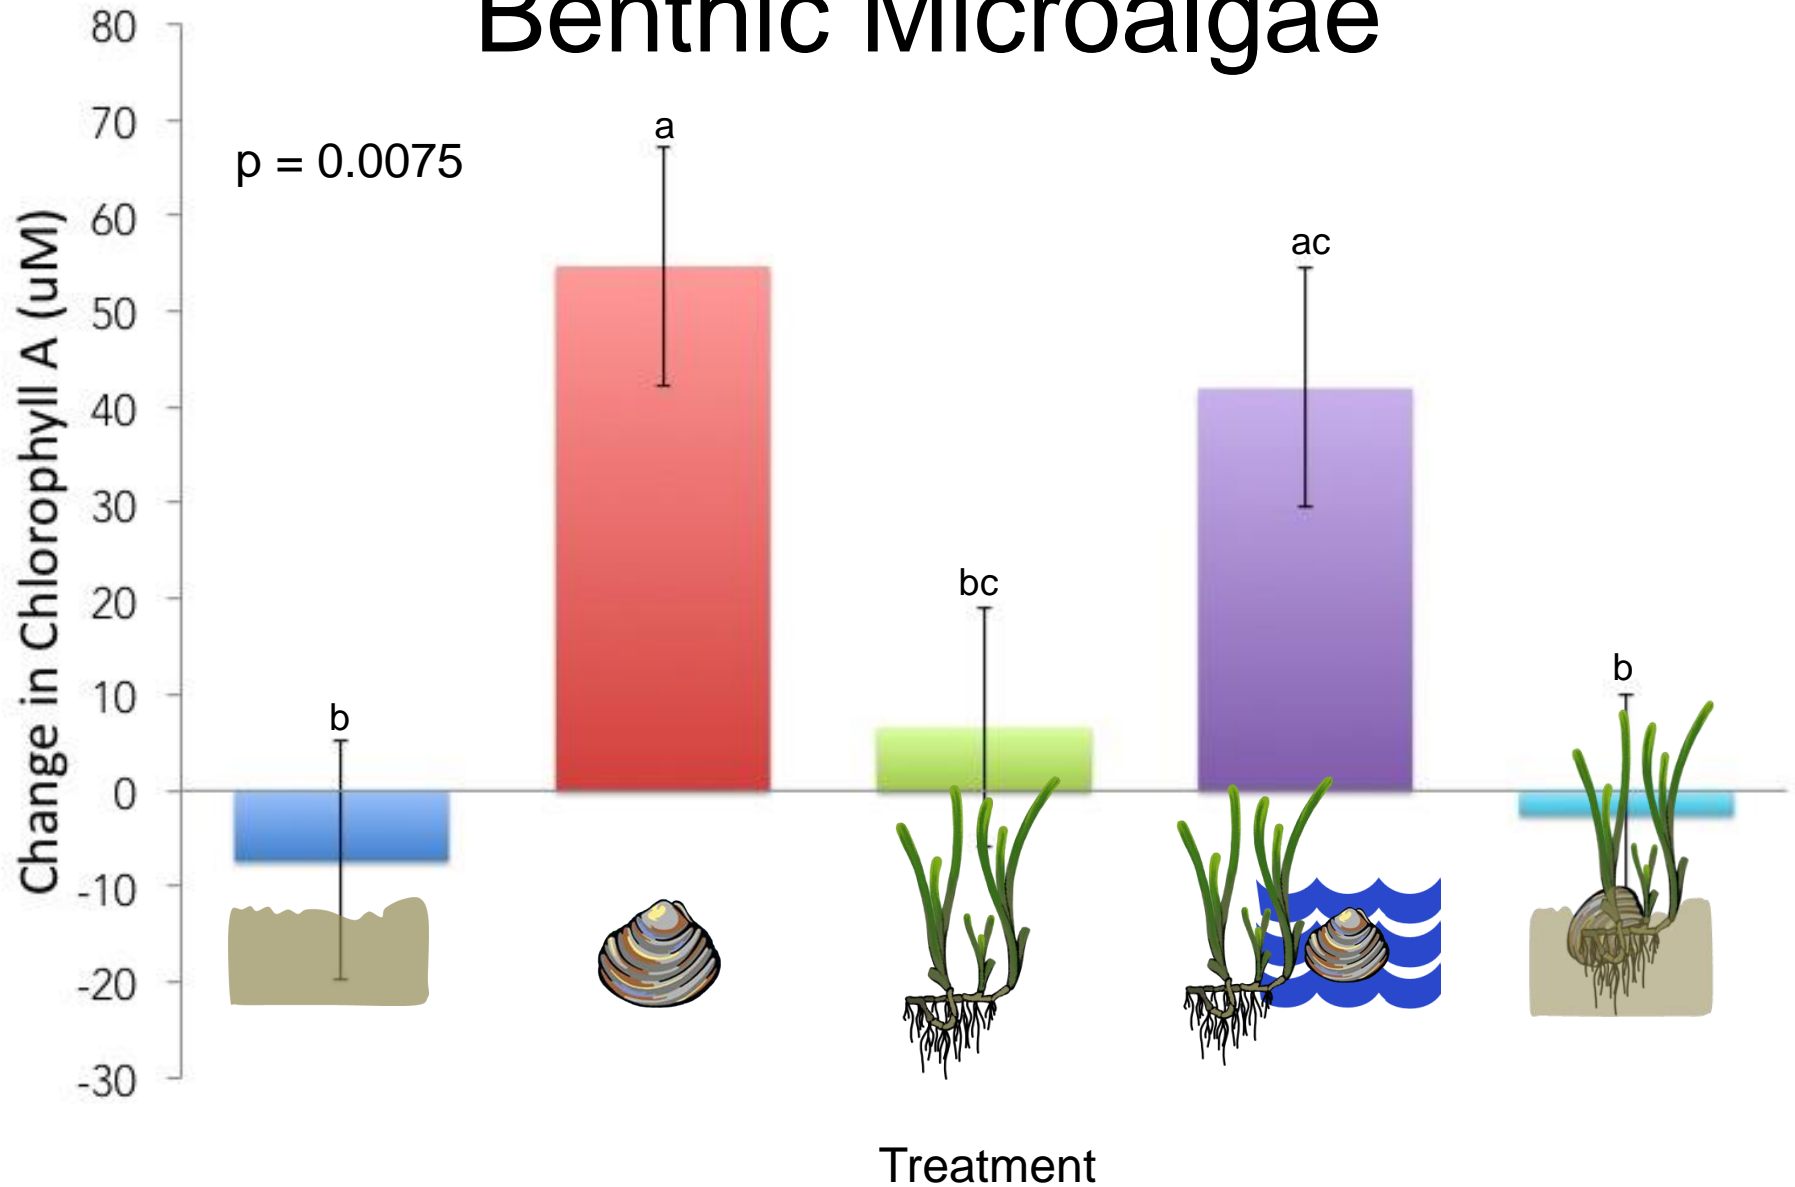 Benthic Microalgae
80
70
60
50
40
30
20
10
0
-10
-20
-30
Change in Chlorophyll A (uM)
p = 0.0075
b
a
bc
ac
b
Treatment